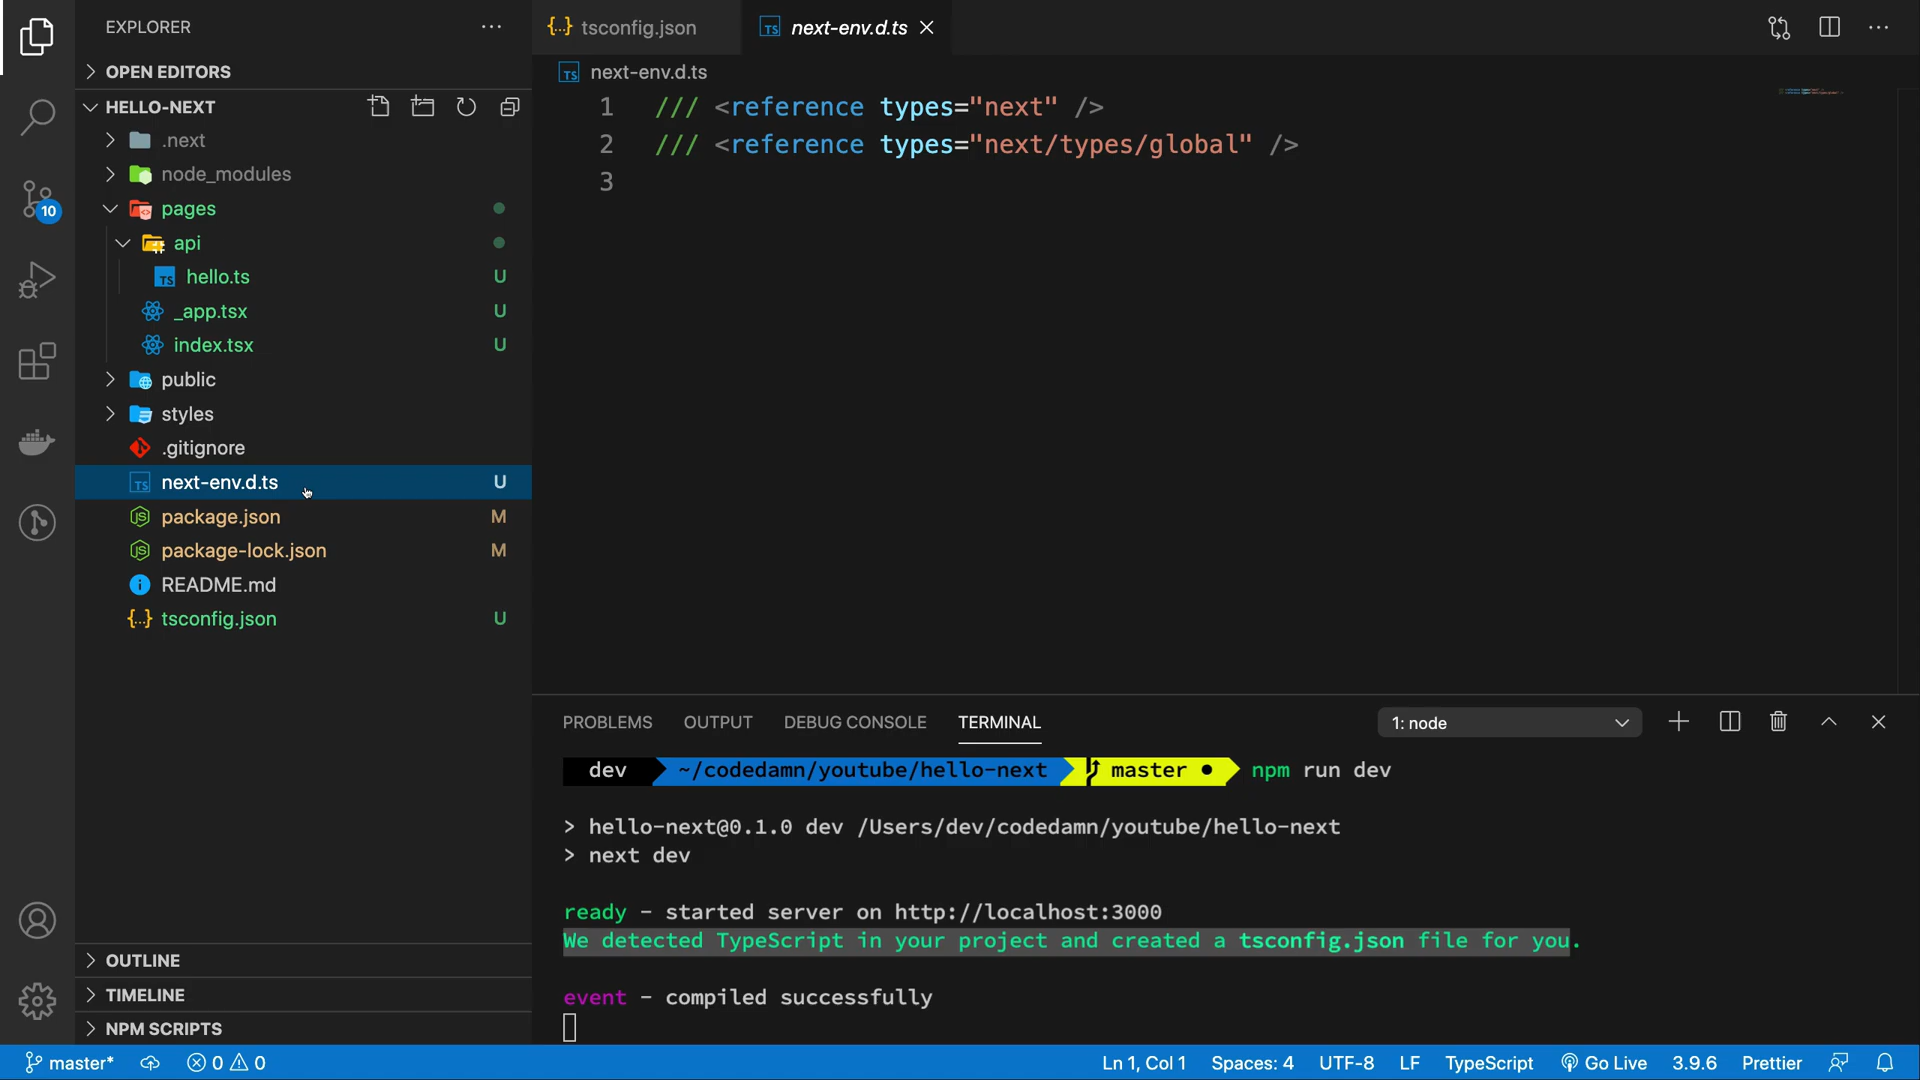 EXPLORER
OPEN EDITORS
HELLO-NEXT
.next
node_modules
pages
api
TS hello.ts U
_app.tsx U
index.tsx U
public
styles
.gitignore
TS next-env.d.ts U
JS package.json M
JS package-lock.json M
i README.md
{..} tsconfig.json U
OUTLINE
TIMELINE
NPM SCRIPTS
10
{..} tsconfig.json
TS next-env.d.ts
TS next-env.d.ts
1 /// <reference types="next" />
2 /// <reference types="next/types/global" />
3
PROBLEMS OUTPUT DEBUG CONSOLE TERMINAL
1: node
dev ~/codedamn/youtube/hello-next master ● npm run dev
> hello-next@0.1.0 dev /Users/dev/codedamn/youtube/hello-next
> next dev
ready - started server on http://localhost:3000
We detected TypeScript in your project and created a tsconfig.json file for you.
event - compiled successfully
master* 0 0 Ln 1, Col 1 Spaces: 4 UTF-8 LF TypeScript Go Live 3.9.6 Prettier